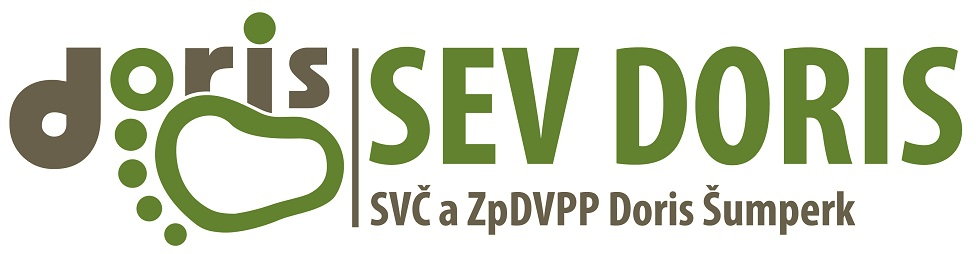 doris
SEV DORIS
SVČ a ZpDVPP Doris Šumperk